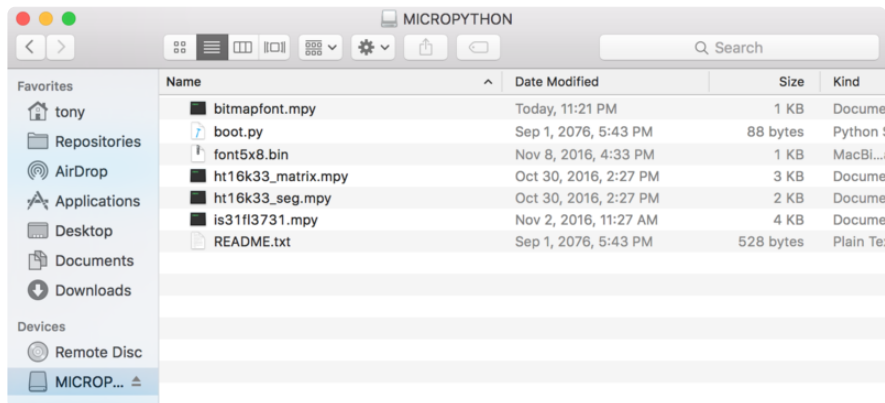 MICROPYTHON
Search
Favorites
tony
Repositories
AirDrop
Applications
Desktop
Documents
Downloads
Devices
Remote Disc
MICROP...
Name Date Modified Size Kind
bitmapfont.mpy Today, 11:21 PM 1 KB Docume
boot.py Sep 1, 2076, 5:43 PM 88 bytes Python S
font5x8.bin Nov 8, 2016, 4:33 PM 1 KB MacBi...a
ht16k33_matrix.mpy Oct 30, 2016, 2:27 PM 3 KB Docume
ht16k33_seg.mpy Oct 30, 2016, 2:27 PM 2 KB Docume
is31fl3731.mpy Nov 2, 2016, 11:27 AM 4 KB Docume
README.txt Sep 1, 2076, 5:43 PM 528 bytes Plain Te